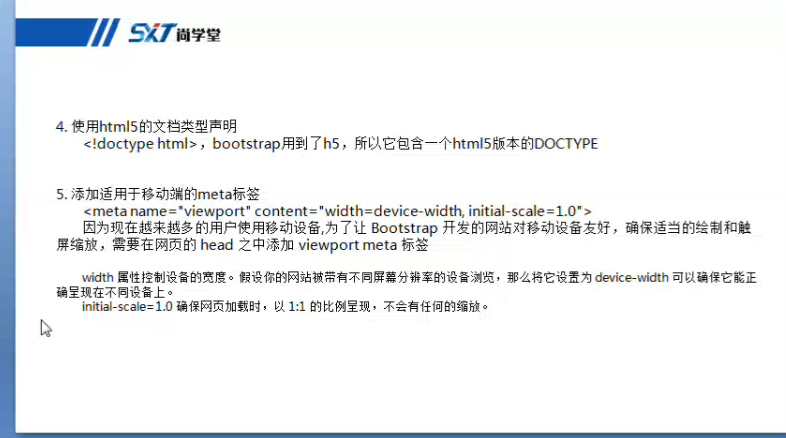 SXT 尚学堂
4. 使用html5的文档类型声明
<!doctype html>，bootstrap用到了h5，所以它包含一个html5版本的DOCTYPE
5. 添加适用于移动端的meta标签
<meta name="viewport" content="width=device-width, initial-scale=1.0">
因为现在越来越多的用户使用移动设备,为了让 Bootstrap 开发的网站对移动设备友好，确保适当的绘制和触
屏缩放，需要在网页的 head 之中添加 viewport meta 标签
width 属性控制设备的宽度。假设你的网站被带有不同屏幕分辨率的设备浏览，那么将它设置为 device-width 可以确保它能正
确呈现在不同设备上。
initial-scale=1.0 确保网页加载时，以 1:1 的比例呈现，不会有任何的缩放。